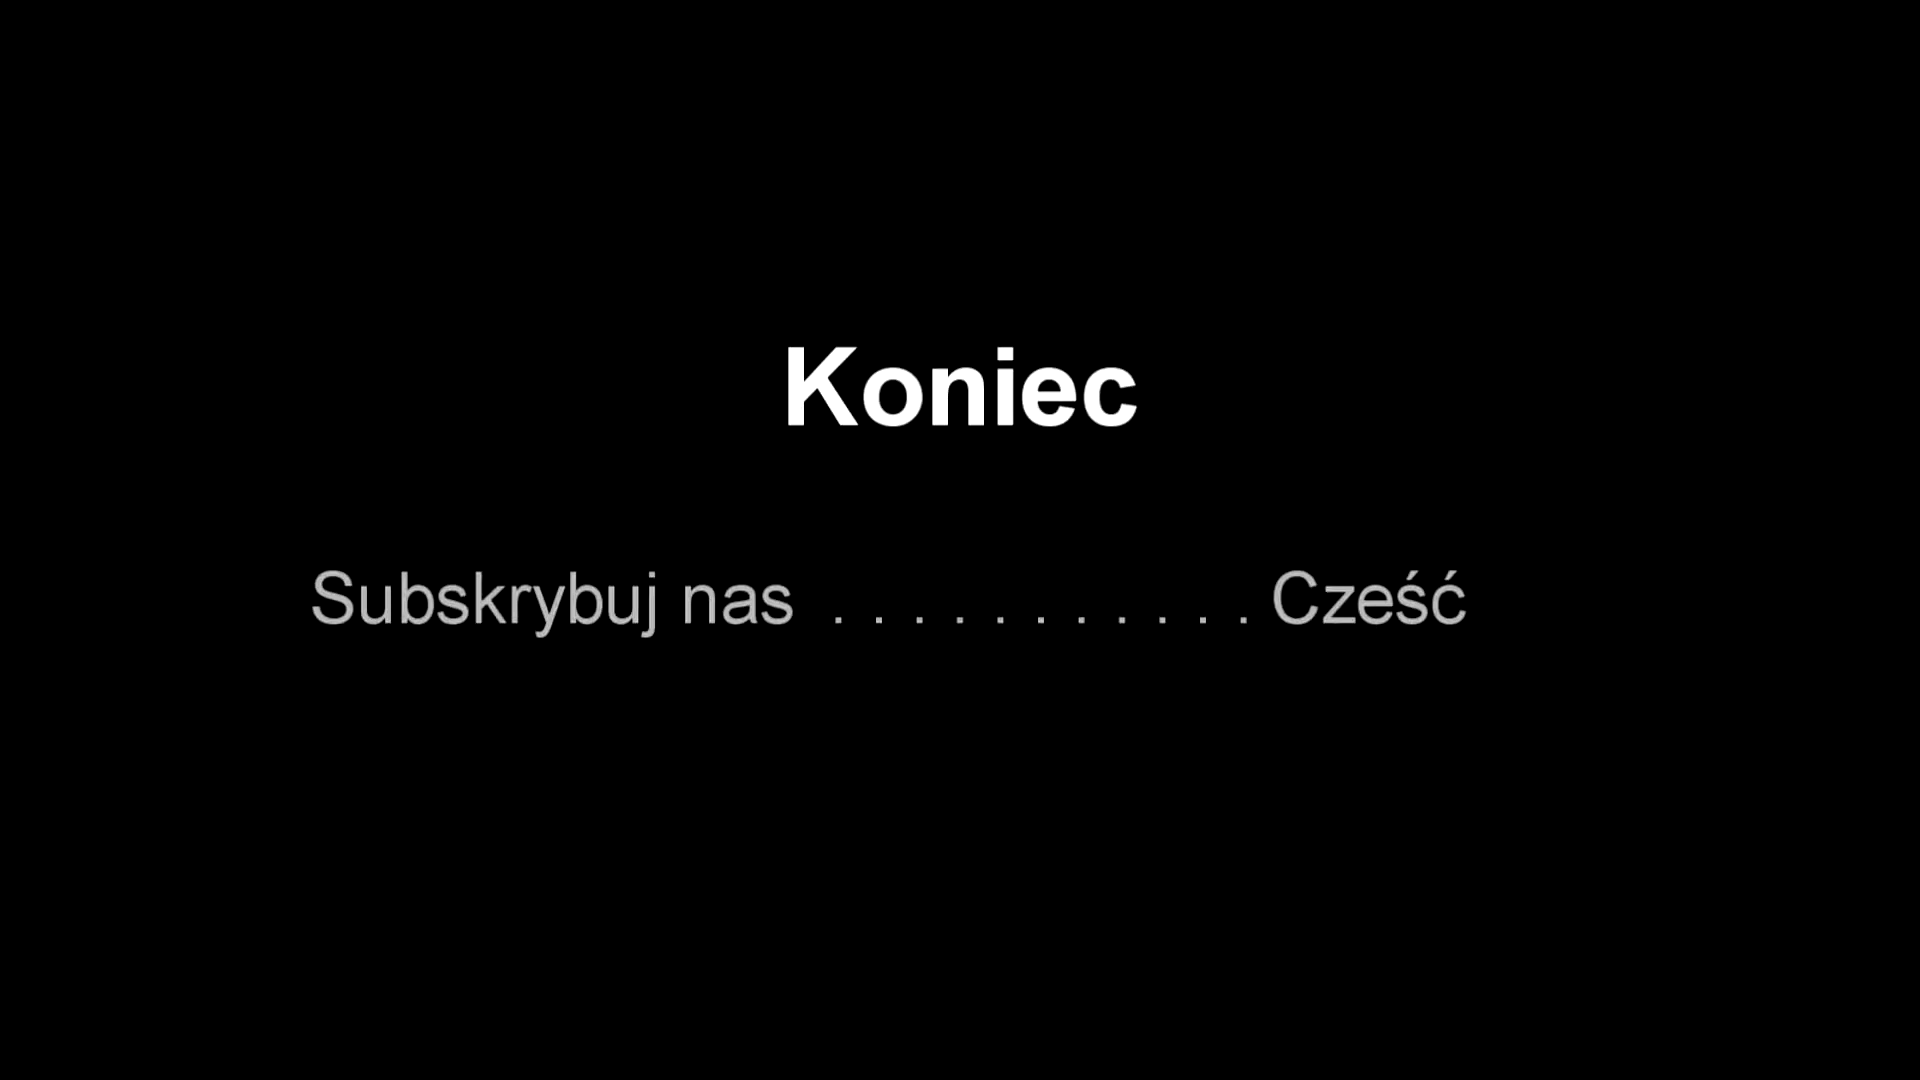 Koniec
Subskrybuj nas . . . . . . . . . . . Cześć